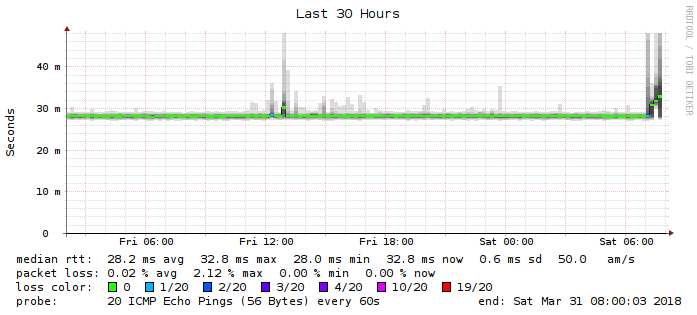 Last 30 Hours
RRDTOOL / TOBI OETIKER
Seconds
40 m
30 m
20 m
10 m
0
Fri 06:00 Fri 12:00 Fri 18:00 Sat 00:00 Sat 06:00
median rtt: 28.2 ms avg 32.8 ms max 28.0 ms min 32.8 ms now 0.6 ms sd 50.0 am/s
packet loss: 0.02 % avg 2.12 % max 0.00 % min 0.00 % now
loss color: 0 1/20 2/20 3/20 4/20 10/20 19/20
probe: 20 ICMP Echo Pings (56 Bytes) every 60s end: Sat Mar 31 08:00:03 2018